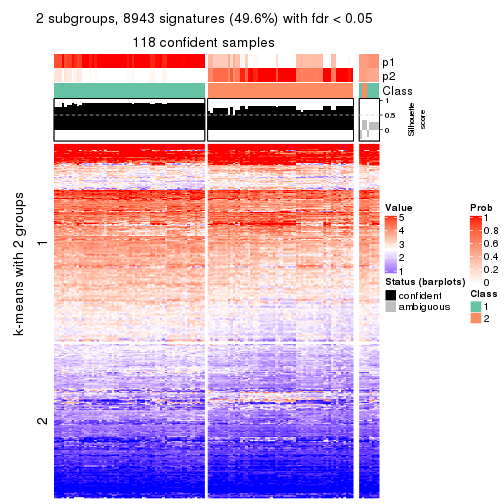 2 subgroups, 8943 signatures (49.6%) with fdr < 0.05
118 confident samples
p1
p2
Class
1
0.5
0
Silhouette
score
k-means with 2 groups
1
2
Value
5
4
3
2
1
Status (barplots)
confident
ambiguous
Prob
1
0.8
0.6
0.4
0.2
0
Class
1
2